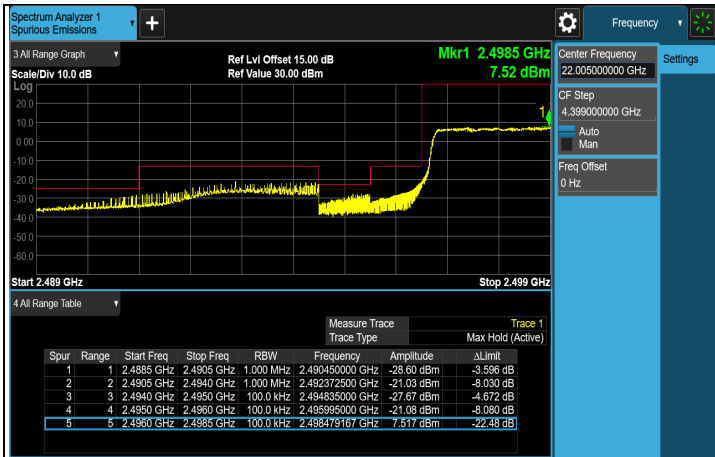 Spectrum Analyzer 1
Spurious Emissions
+
Frequency
3 All Range Graph
Ref Lvl Offset 15.00 dB
Mkr1 2.4985 GHz
Scale/Div 10.0 dB
Ref Value 30.00 dBm
7.52 dBm
Log
20.0
10.0
0.00
-10.0
-20.0
-30.0
-40.0
-50.0
-60.0
1
Start 2.489 GHz
Stop 2.499 GHz
Center Frequency
22.005000000 GHz
Settings
CF Step
4.399000000 GHz
Auto
Man
Freq Offset
0 Hz
4 All Range Table
Measure Trace Trace 1
Trace Type Max Hold (Active)
Spur Range Start Freq Stop Freq RBW Frequency Amplitude ΔLimit
1 1 2.4885 GHz 2.4905 GHz 1.000 MHz 2.490450000 GHz -28.60 dBm -3.596 dB
2 2 2.4905 GHz 2.4940 GHz 1.000 MHz 2.492372500 GHz -21.03 dBm -8.030 dB
3 3 2.4940 GHz 2.4950 GHz 100.0 kHz 2.494835000 GHz -27.67 dBm -4.672 dB
4 4 2.4950 GHz 2.4960 GHz 100.0 kHz 2.495995000 GHz -21.08 dBm -8.080 dB
5 5 2.4960 GHz 2.4985 GHz 100.0 kHz 2.498479167 GHz 7.517 dBm -22.48 dB